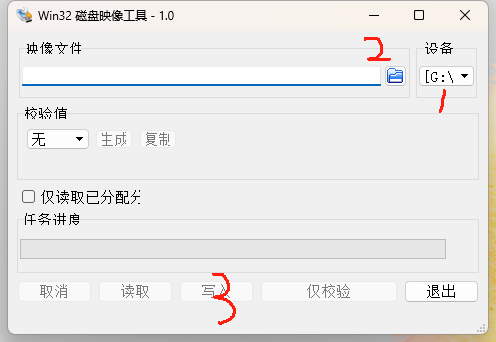 Win32 磁盘映像工具 - 1.0
映像文件
2
设备
[G:\
1
校验值
无
生成
复制
仅读取已分配分
任务进度
取消
读取
写入
3
仅校验
退出